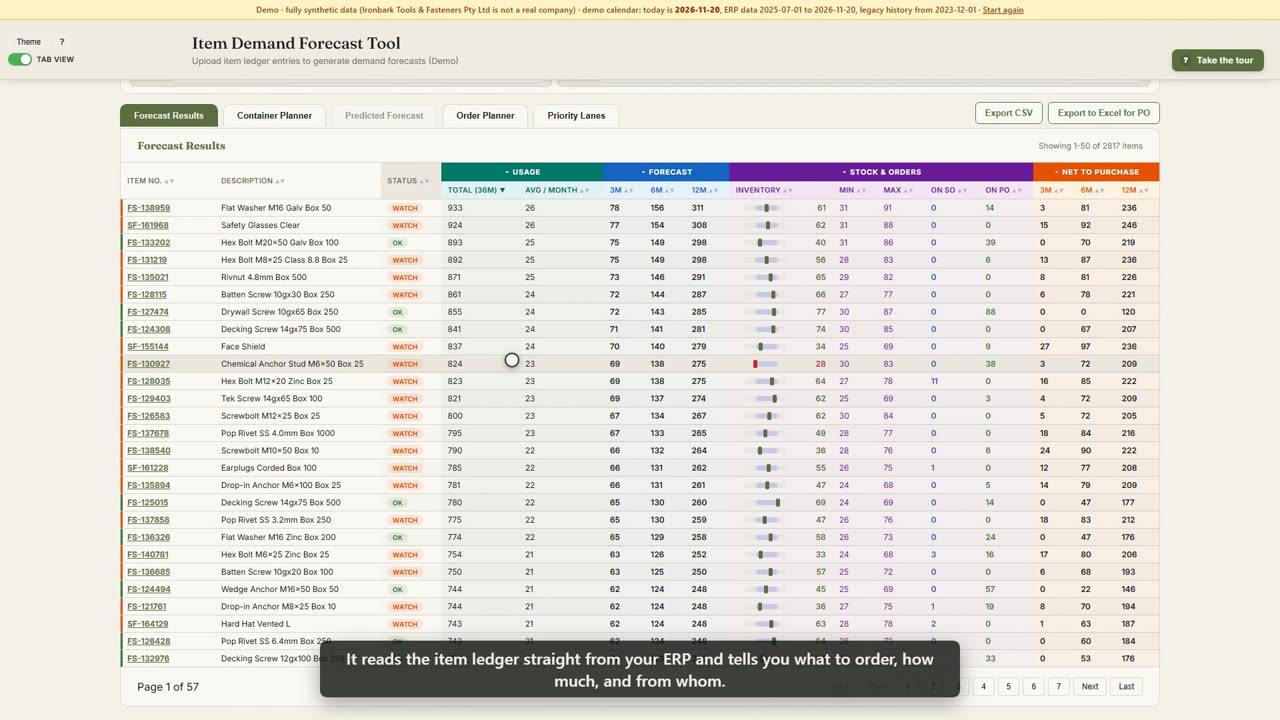 Demo · fully synthetic data (Ironbark Tools & Fasteners Pty Ltd is not a real company) · demo calendar: today is 2026-11-20, ERP data 2025-07-01 to 2026-11-20, legacy history from 2023-12-01 · Start again
Theme ?
TAB VIEW
Item Demand Forecast Tool
Upload item ledger entries to generate demand forecasts (Demo)
? Take the tour
Forecast Results Container Planner Predicted Forecast Order Planner Priority Lanes Export CSV Export to Excel for PO
Forecast Results Showing 1-50 of 2817 items
USAGE FORECAST STOCK & ORDERS NET TO PURCHASE
ITEM NO. DESCRIPTION STATUS TOTAL (36M) AVG / MONTH 3M 6M 12M INVENTORY MIN MAX ON SO ON PO 3M 6M 12M
FS-138959 Flat Washer M16 Galv Box 50 WATCH 933 26 78 156 311 61 31 91 0 14 3 81 236
SF-161968 Safety Glasses Clear WATCH 924 26 77 154 308 62 31 88 0 0 15 92 246
FS-133202 Hex Bolt M20×50 Galv Box 100 OK 893 25 75 149 298 40 31 86 0 39 0 70 219
FS-131219 Hex Bolt M8×25 Class 8.8 Box 25 WATCH 892 25 75 149 298 56 28 83 0 6 13 87 236
FS-135021 Rivnut 4.8mm Box 500 WATCH 871 25 73 146 291 65 29 82 0 0 8 81 226
FS-128115 Batten Screw 10gx30 Box 250 WATCH 861 24 72 144 287 66 27 77 0 0 6 78 221
FS-127474 Drywall Screw 10gx65 Box 250 OK 855 24 72 143 285 77 30 87 0 88 0 0 120
FS-124308 Decking Screw 14gx75 Box 500 OK 841 24 71 141 281 74 30 85 0 0 0 67 207
SF-155144 Face Shield WATCH 837 24 70 140 279 34 25 69 0 9 27 97 236
FS-130927 Chemical Anchor Stud M6×50 Box 25 WATCH 824 23 69 138 275 28 30 83 0 38 3 72 209
FS-128035 Hex Bolt M12×20 Zinc Box 25 WATCH 823 23 69 138 275 64 27 78 11 0 16 85 222
FS-129403 Tek Screw 14gx65 Box 100 WATCH 821 23 69 137 274 62 25 69 0 3 4 72 209
FS-126583 Screwbolt M12×25 Box 25 WATCH 800 23 67 134 267 62 30 84 0 0 5 72 205
FS-137678 Pop Rivet SS 4.0mm Box 1000 WATCH 795 23 67 133 265 49 28 77 0 0 18 84 216
FS-138540 Screwbolt M10×50 Box 10 WATCH 790 22 66 132 264 36 28 76 0 6 24 90 222
SF-161228 Earplugs Corded Box 100 WATCH 785 22 66 131 262 55 26 75 1 0 12 77 208
FS-135894 Drop-in Anchor M6×100 Box 25 WATCH 781 22 66 131 261 47 24 68 0 5 14 79 209
FS-125015 Decking Screw 14gx75 Box 500 OK 780 22 65 130 260 69 24 69 0 14 0 47 177
FS-137858 Pop Rivet SS 3.2mm Box 250 WATCH 775 22 65 130 259 47 26 76 0 0 18 83 212
FS-136326 Flat Washer M16 Zinc Box 200 OK 774 22 65 129 258 58 26 73 0 24 0 47 176
FS-140781 Hex Bolt M6×25 Zinc Box 25 WATCH 754 21 63 126 252 33 24 68 3 16 17 80 206
FS-136685 Batten Screw 10gx20 Box 100 WATCH 750 21 63 125 250 57 25 72 0 0 6 68 193
FS-124494 Wedge Anchor M16×50 Box 50 OK 744 21 62 124 248 45 25 69 0 57 0 22 146
FS-121761 Drop-in Anchor M8×25 Box 10 WATCH 744 21 62 124 248 36 27 75 1 19 8 70 194
SF-164129 Hard Hat Vented L WATCH 743 21 62 124 248 63 28 78 2 0 1 63 187
FS-126428 Pop Rivet SS 6.4mm Box 250 0 60 184
FS-132976 Decking Screw 12gx100 Box 33 0 53 176
It reads the item ledger straight from your ERP and tells you what to order, how
much, and from whom.
Page 1 of 57 1 2 4 5 6 7 Next Last